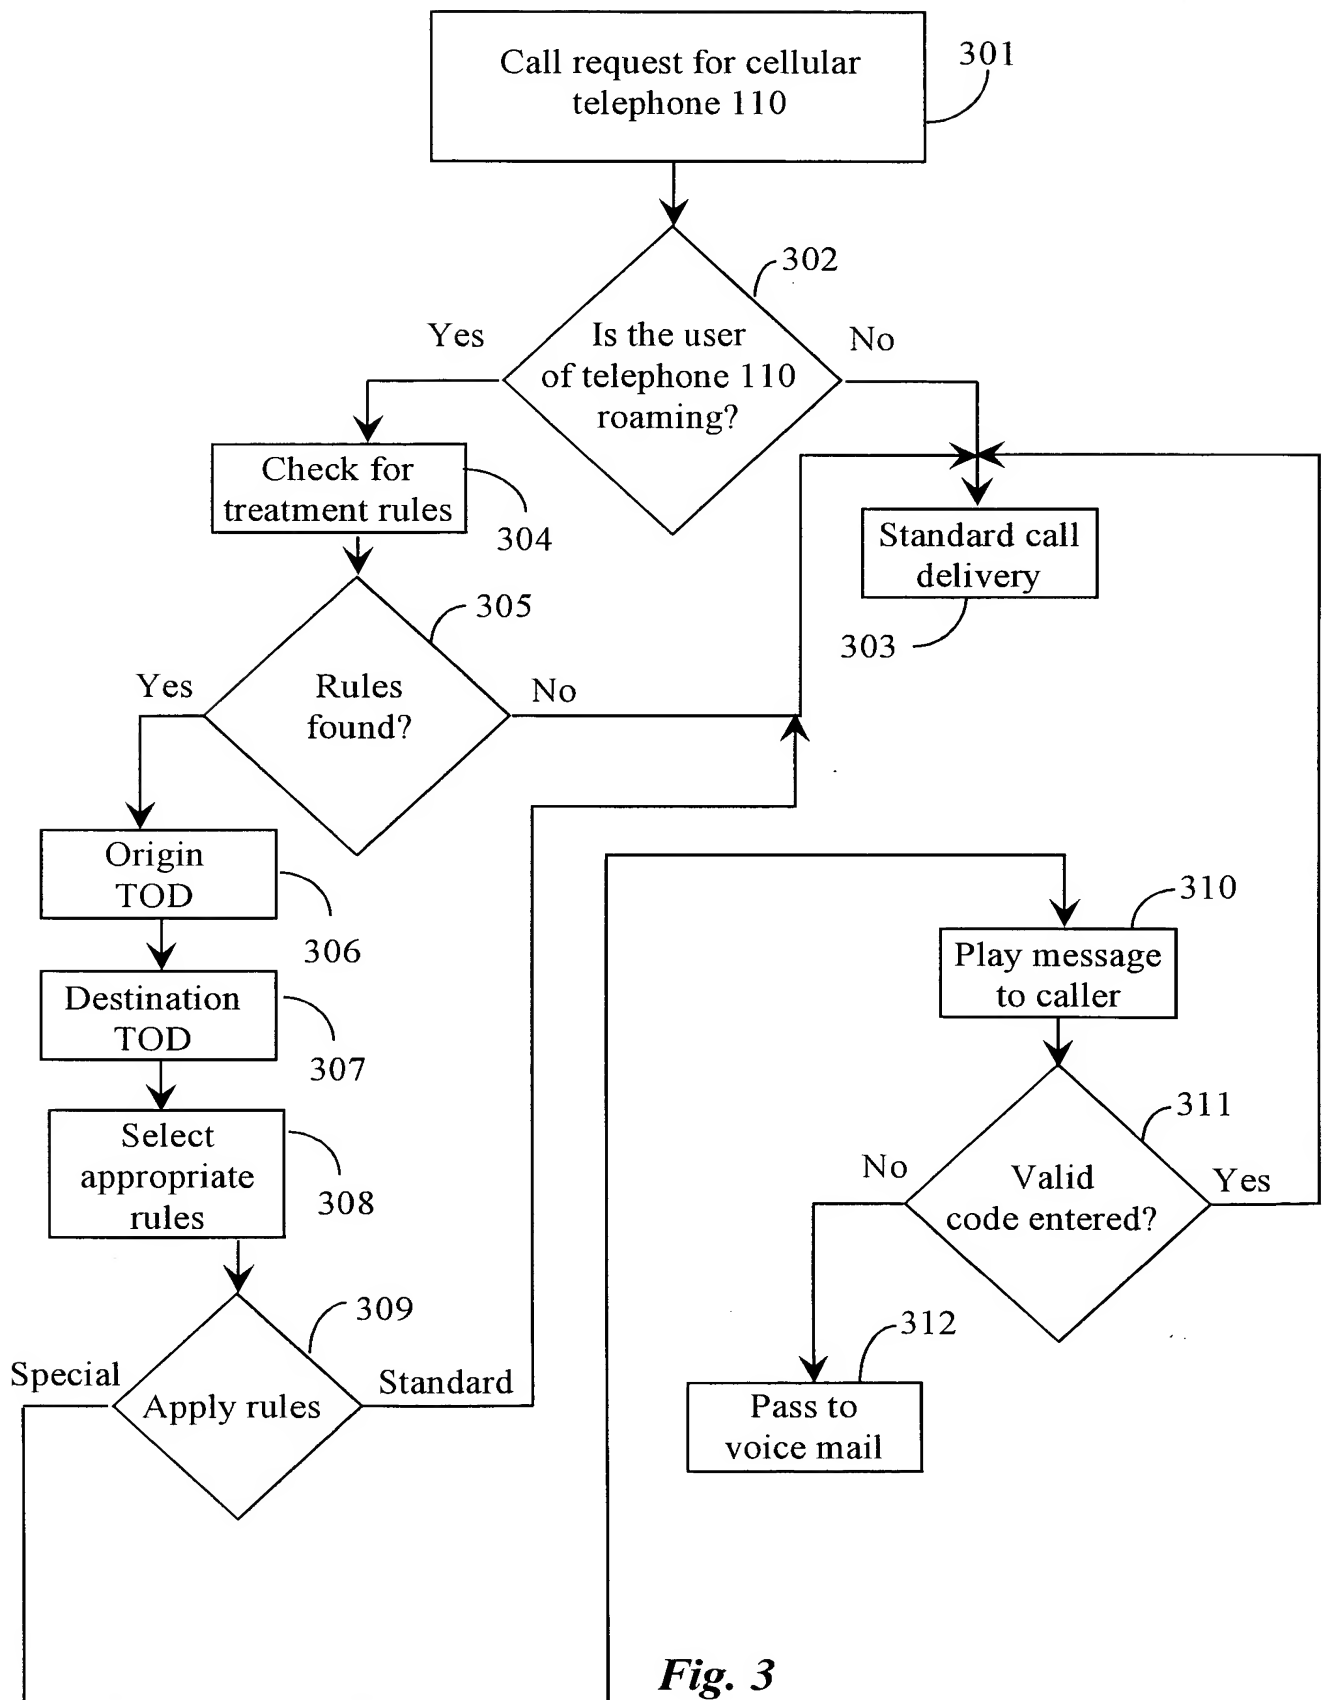 Call request for cellular
telephone 110
301
302
Yes
Is the user
of telephone 110
roaming?
No
Check for
treatment rules
304
Standard call
delivery
303
305
Yes
Rules
found?
No
Origin
TOD
306
310
Play message
to caller
Destination
TOD
307
Select
appropriate
rules
308
311
No
Valid
code entered?
Yes
309
Special
Apply rules
Standard
312
Pass to
voice mail
Fig. 3